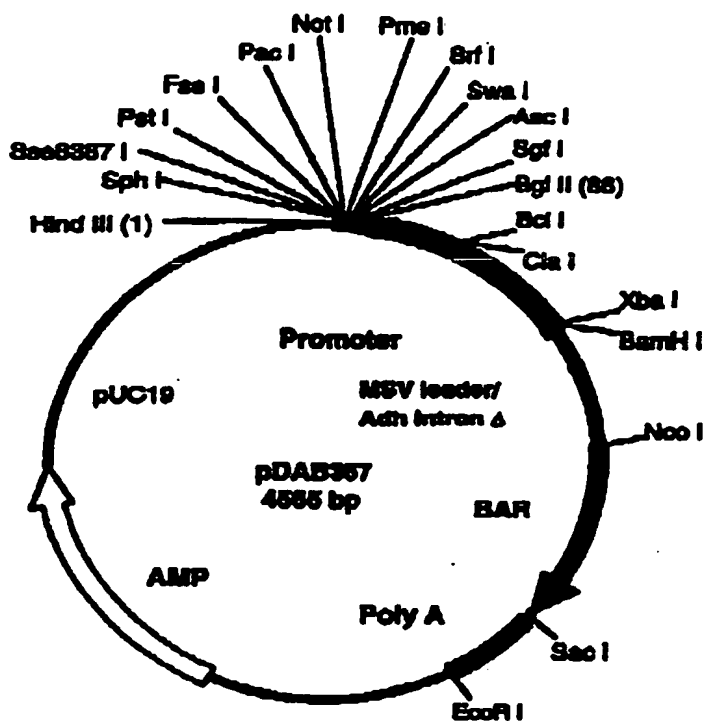 Not I
Pme I
Pac I
Srf I
Fse I
Swa I
Pst I
Asc I
Sse8387 I
Sgf I
Sph I
Bgl II (86)
Hind III (1)
Bcl I
Cla I
Xba I
BamH I
Promoter
pUC19
MSV leader/
Adh intron Δ
Nco I
pDAB367
4565 bp
BAR
AMP
Poly A
Sac I
EcoR I